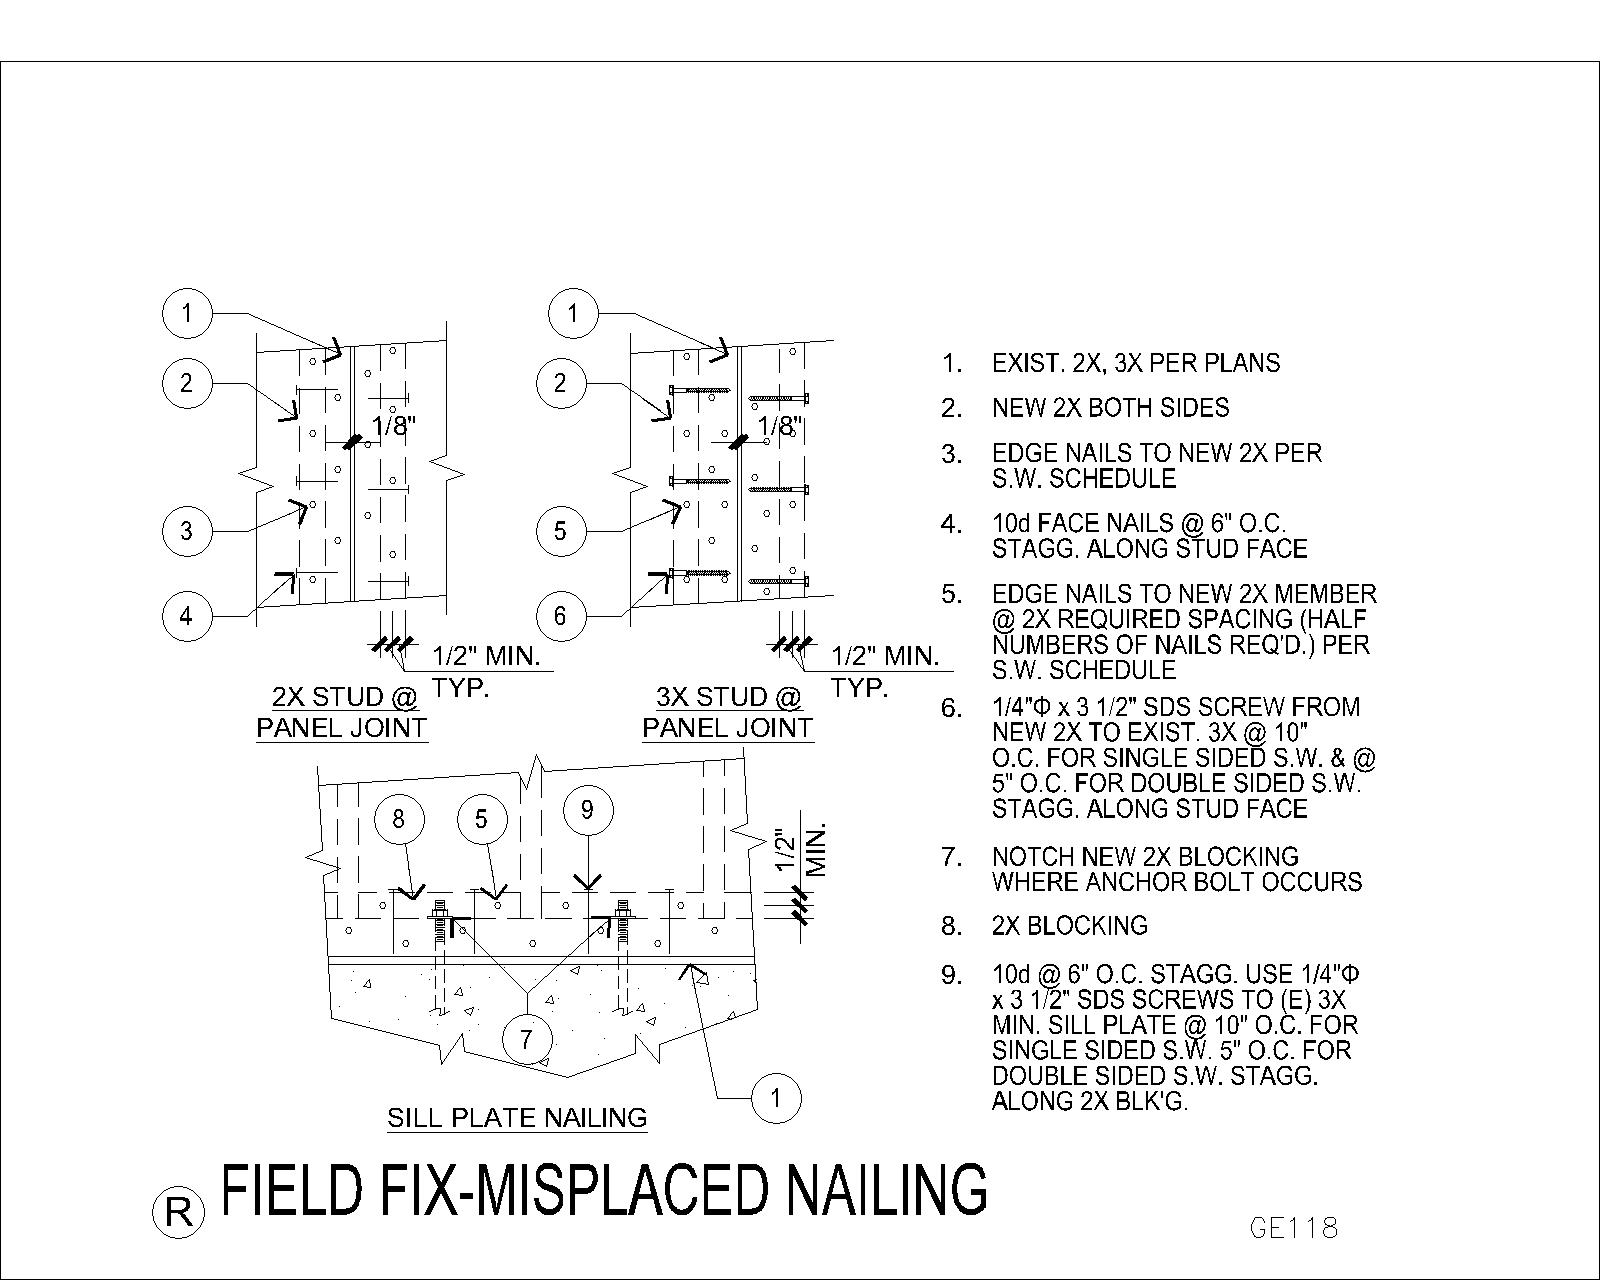 1
1
2
2
1/8"
1/8"
3
5
4
6
1/2" MIN.
TYP.
1/2" MIN.
TYP.
2X STUD @
PANEL JOINT
3X STUD @
PANEL JOINT
1. EXIST. 2X, 3X PER PLANS
2. NEW 2X BOTH SIDES
3. EDGE NAILS TO NEW 2X PER
S.W. SCHEDULE
4. 10d FACE NAILS @ 6" O.C.
STAGG. ALONG STUD FACE
5. EDGE NAILS TO NEW 2X MEMBER
@ 2X REQUIRED SPACING (HALF
NUMBERS OF NAILS REQ'D.) PER
S.W. SCHEDULE
6. 1/4"Φ x 3 1/2" SDS SCREW FROM
NEW 2X TO EXIST. 3X @ 10"
O.C. FOR SINGLE SIDED S.W. & @
5" O.C. FOR DOUBLE SIDED S.W.
STAGG. ALONG STUD FACE
7. NOTCH NEW 2X BLOCKING
WHERE ANCHOR BOLT OCCURS
8. 2X BLOCKING
9. 10d @ 6" O.C. STAGG. USE 1/4"Φ
x 3 1/2" SDS SCREWS TO (E) 3X
MIN. SILL PLATE @ 10" O.C. FOR
SINGLE SIDED S.W. 5" O.C. FOR
DOUBLE SIDED S.W. STAGG.
ALONG 2X BLK'G.
8
5
9
1/2"
MIN.
7
1
SILL PLATE NAILING
R FIELD FIX-MISPLACED NAILING
GE118